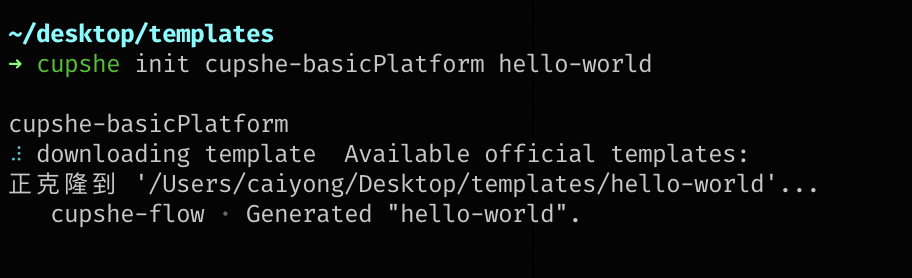 ~/desktop/templates
➜ cupshe init cupshe-basicPlatform hello-world
cupshe-basicPlatform
⠼ downloading template  Available official templates:
正克隆到 '/Users/caiyong/Desktop/templates/hello-world'...
   cupshe-flow · Generated "hello-world".